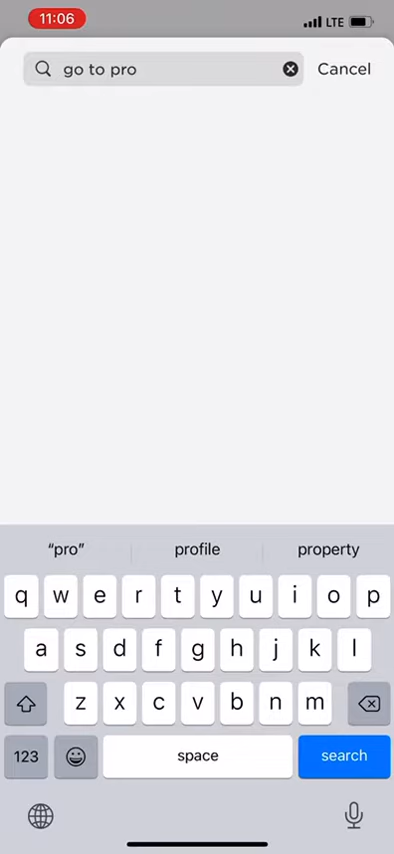 11:06 LTE
go to pro Cancel
“pro” profile property
q w e r t y u i o p
a s d f g h j k l
z x c v b n m
123 space search